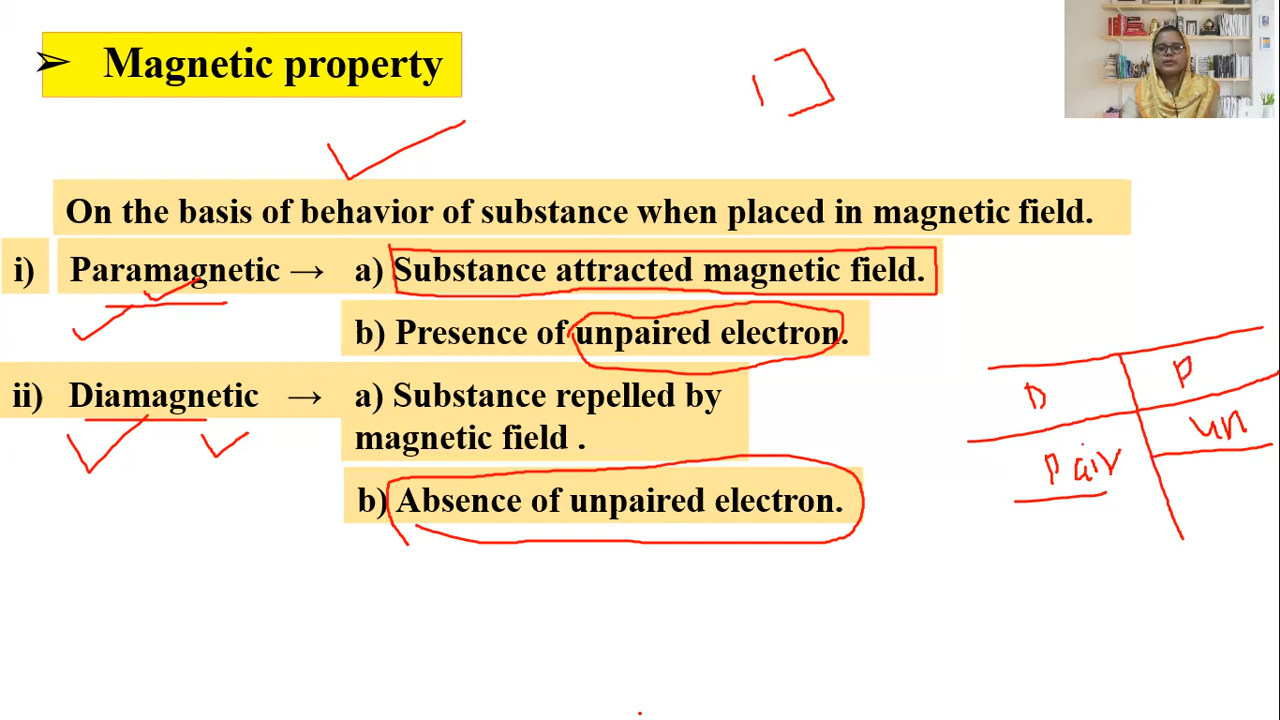 ➢ Magnetic property
On the basis of behavior of substance when placed in magnetic field.
i) Paramagnetic → a) Substance attracted magnetic field.
b) Presence of unpaired electron.
ii) Diamagnetic → a) Substance repelled by
magnetic field .
b) Absence of unpaired electron.
D P
Pair un